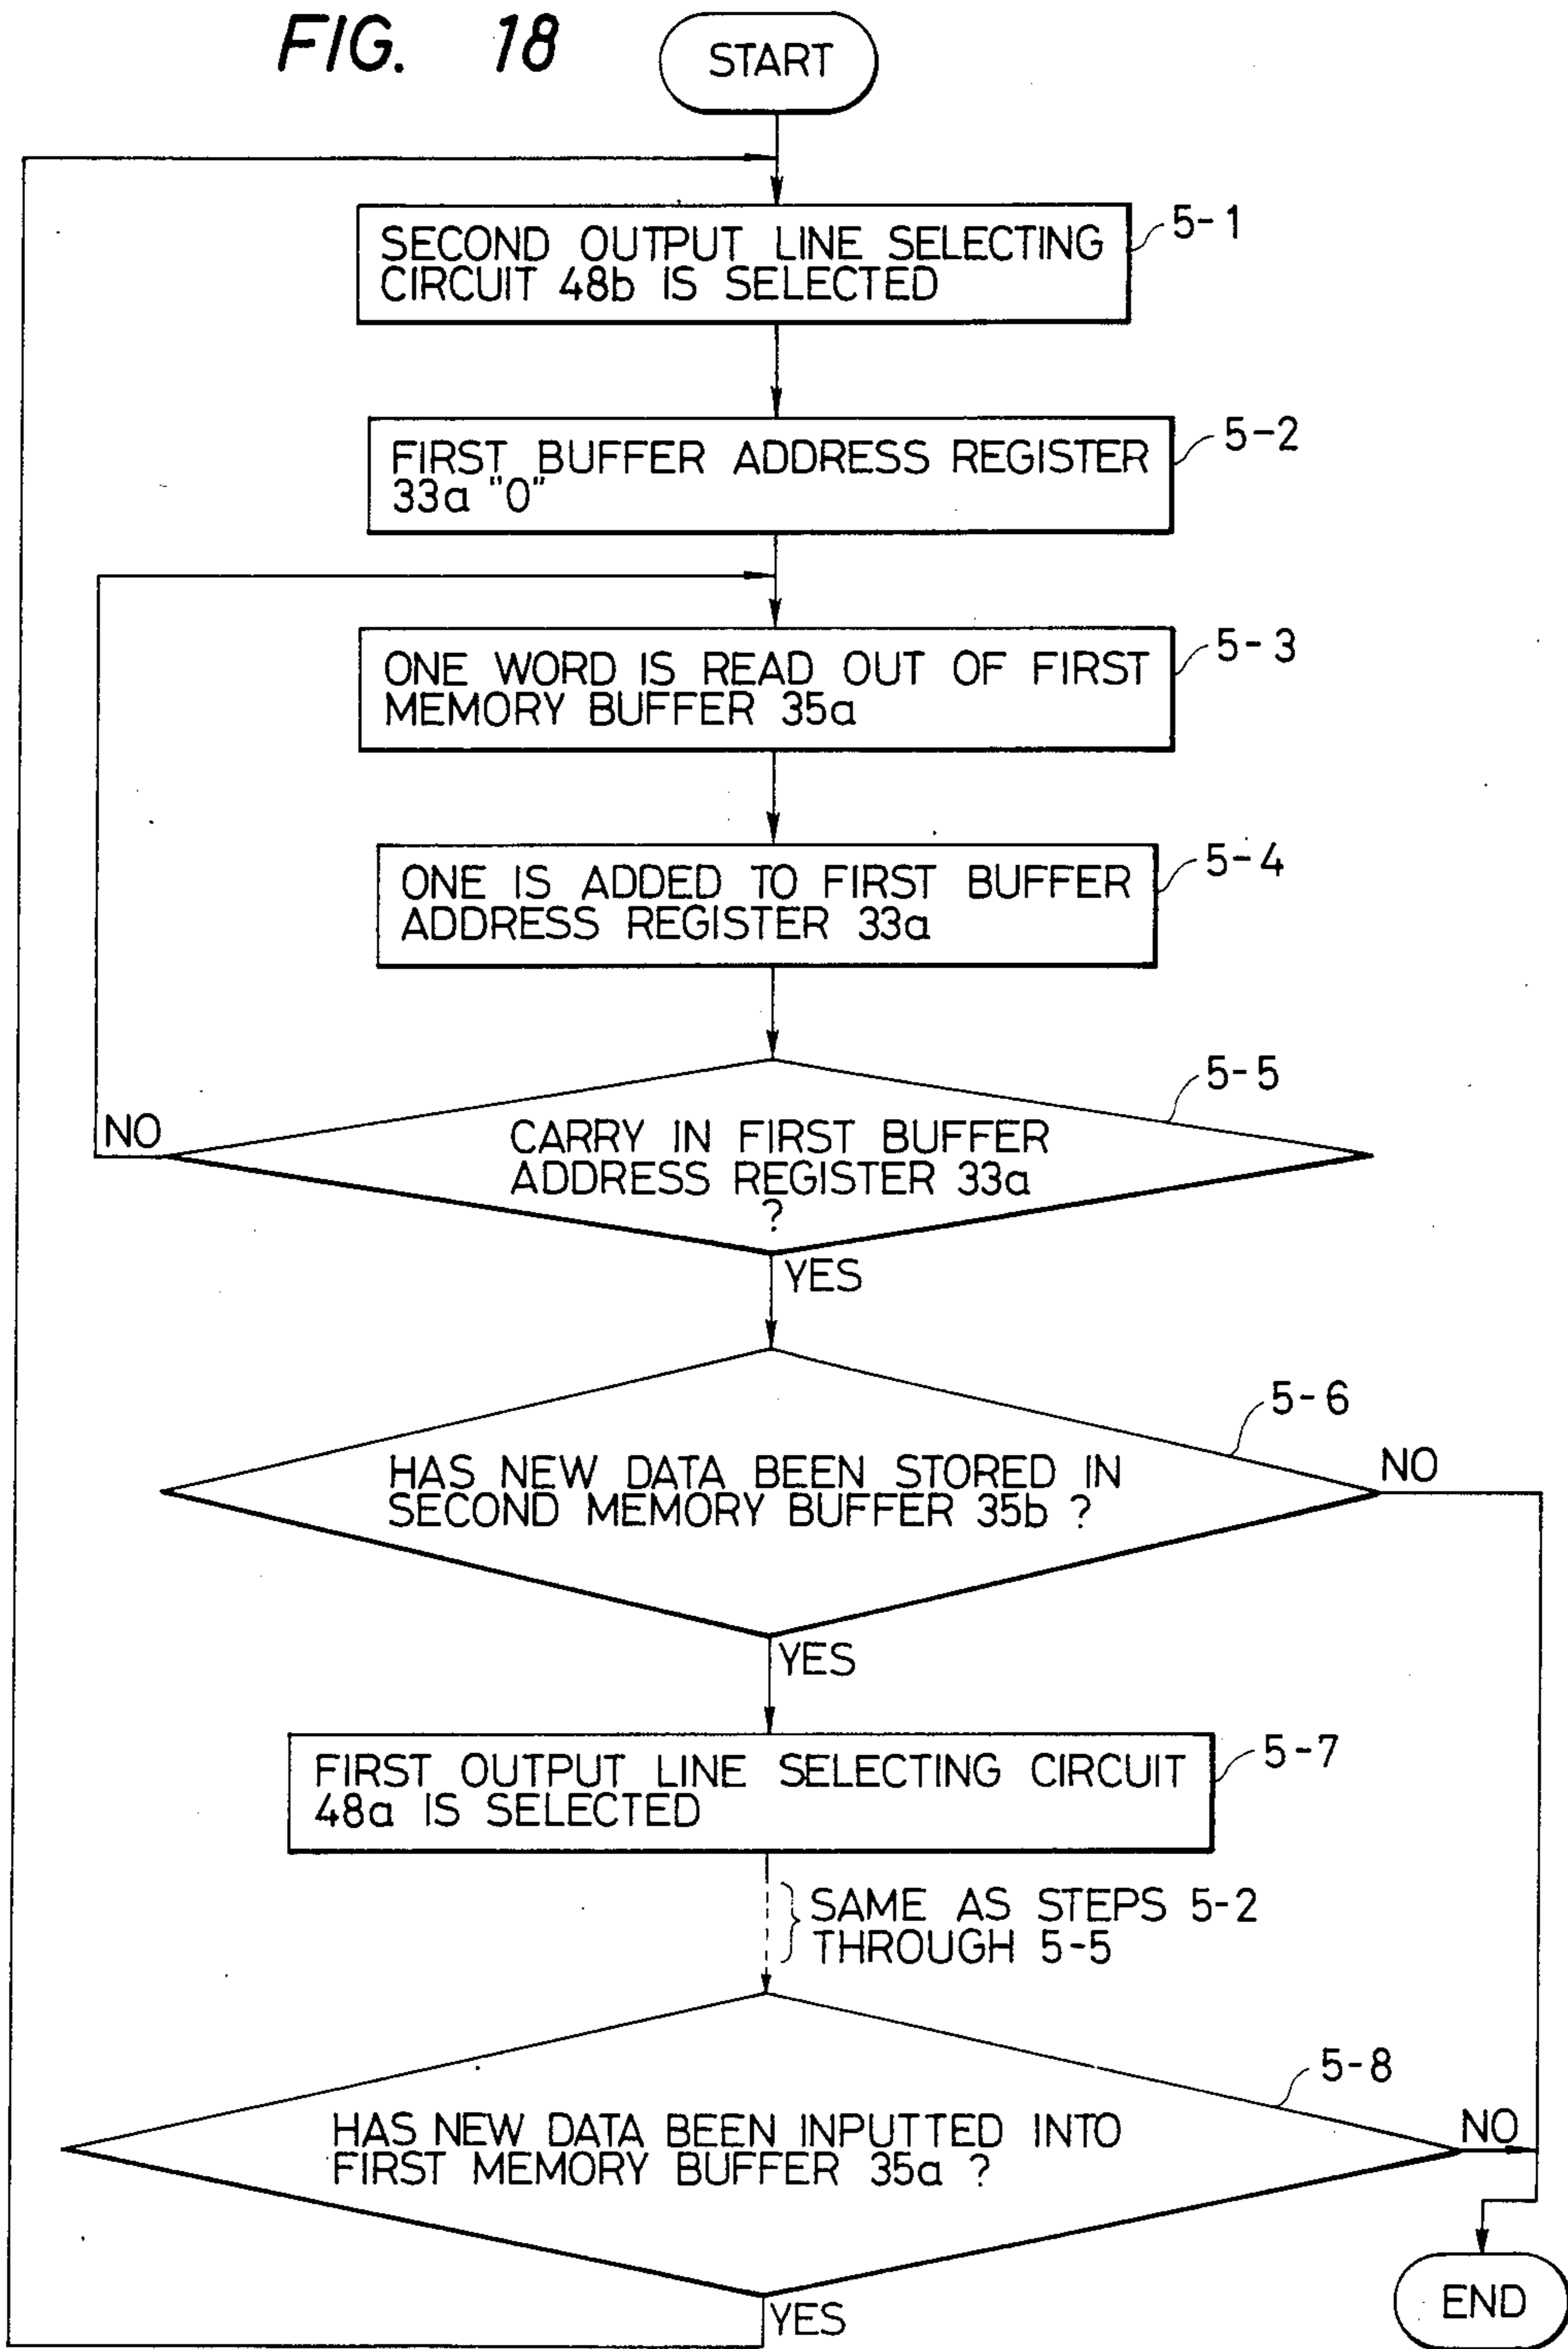 FIG. 18
START
SECOND OUTPUT LINE SELECTING
CIRCUIT 48b IS SELECTED
5-1
FIRST BUFFER ADDRESS REGISTER
33a "0"
5-2
ONE WORD IS READ OUT OF FIRST
MEMORY BUFFER 35a
5-3
ONE IS ADDED TO FIRST BUFFER
ADDRESS REGISTER 33a
5-4
5-5
NO
CARRY IN FIRST BUFFER
ADDRESS REGISTER 33a
?
YES
5-6
HAS NEW DATA BEEN STORED IN
SECOND MEMORY BUFFER 35b ?
NO
YES
FIRST OUTPUT LINE SELECTING CIRCUIT
48a IS SELECTED
5-7
SAME AS STEPS 5-2
THROUGH 5-5
5-8
HAS NEW DATA BEEN INPUTTED INTO
FIRST MEMORY BUFFER 35a ?
NO
YES
END